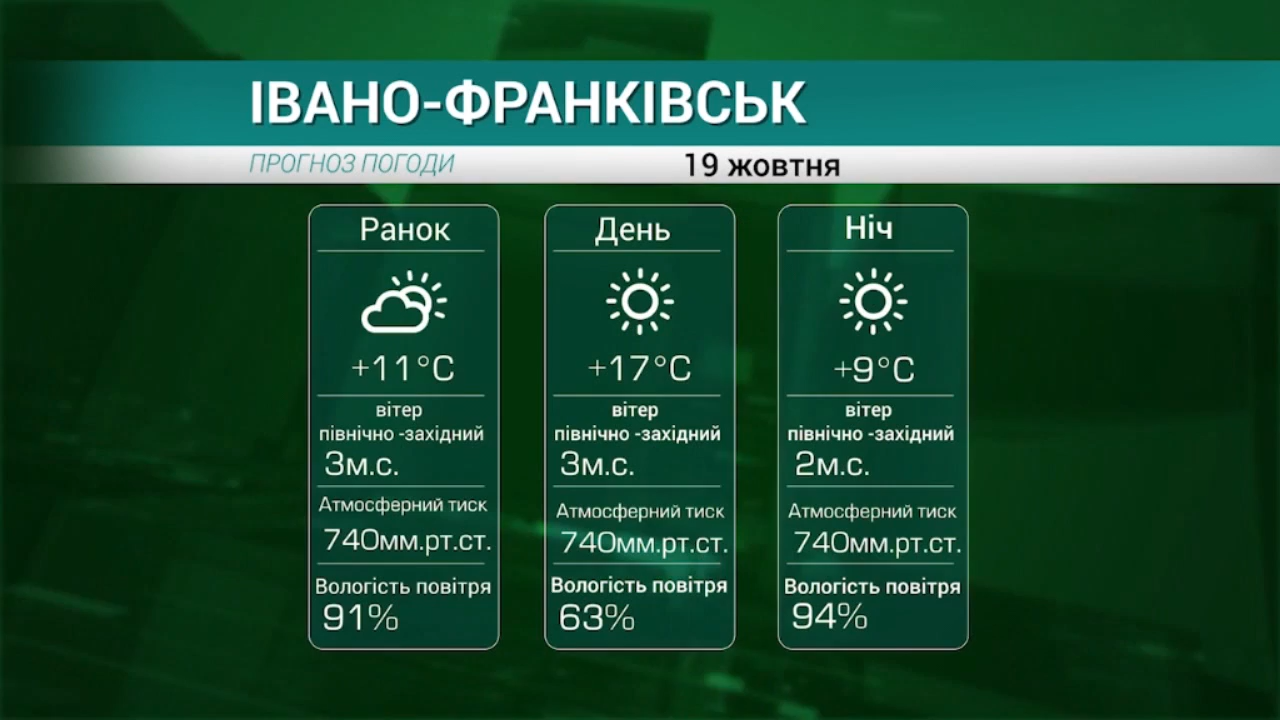 ІВАНО-ФРАНКІВСЬК
ПРОГНОЗ ПОГОДИ
19 жовтня
Ранок
+11°C
вітер
північно -західний
3м.с.
Атмосферний тиск
740мм.рт.ст.
Вологість повітря
91%
День
+17°C
вітер
північно -західний
3м.с.
Атмосферний тиск
740мм.рт.ст.
Вологість повітря
63%
Ніч
+9°C
вітер
північно -західний
2м.с.
Атмосферний тиск
740мм.рт.ст.
Вологість повітря
94%